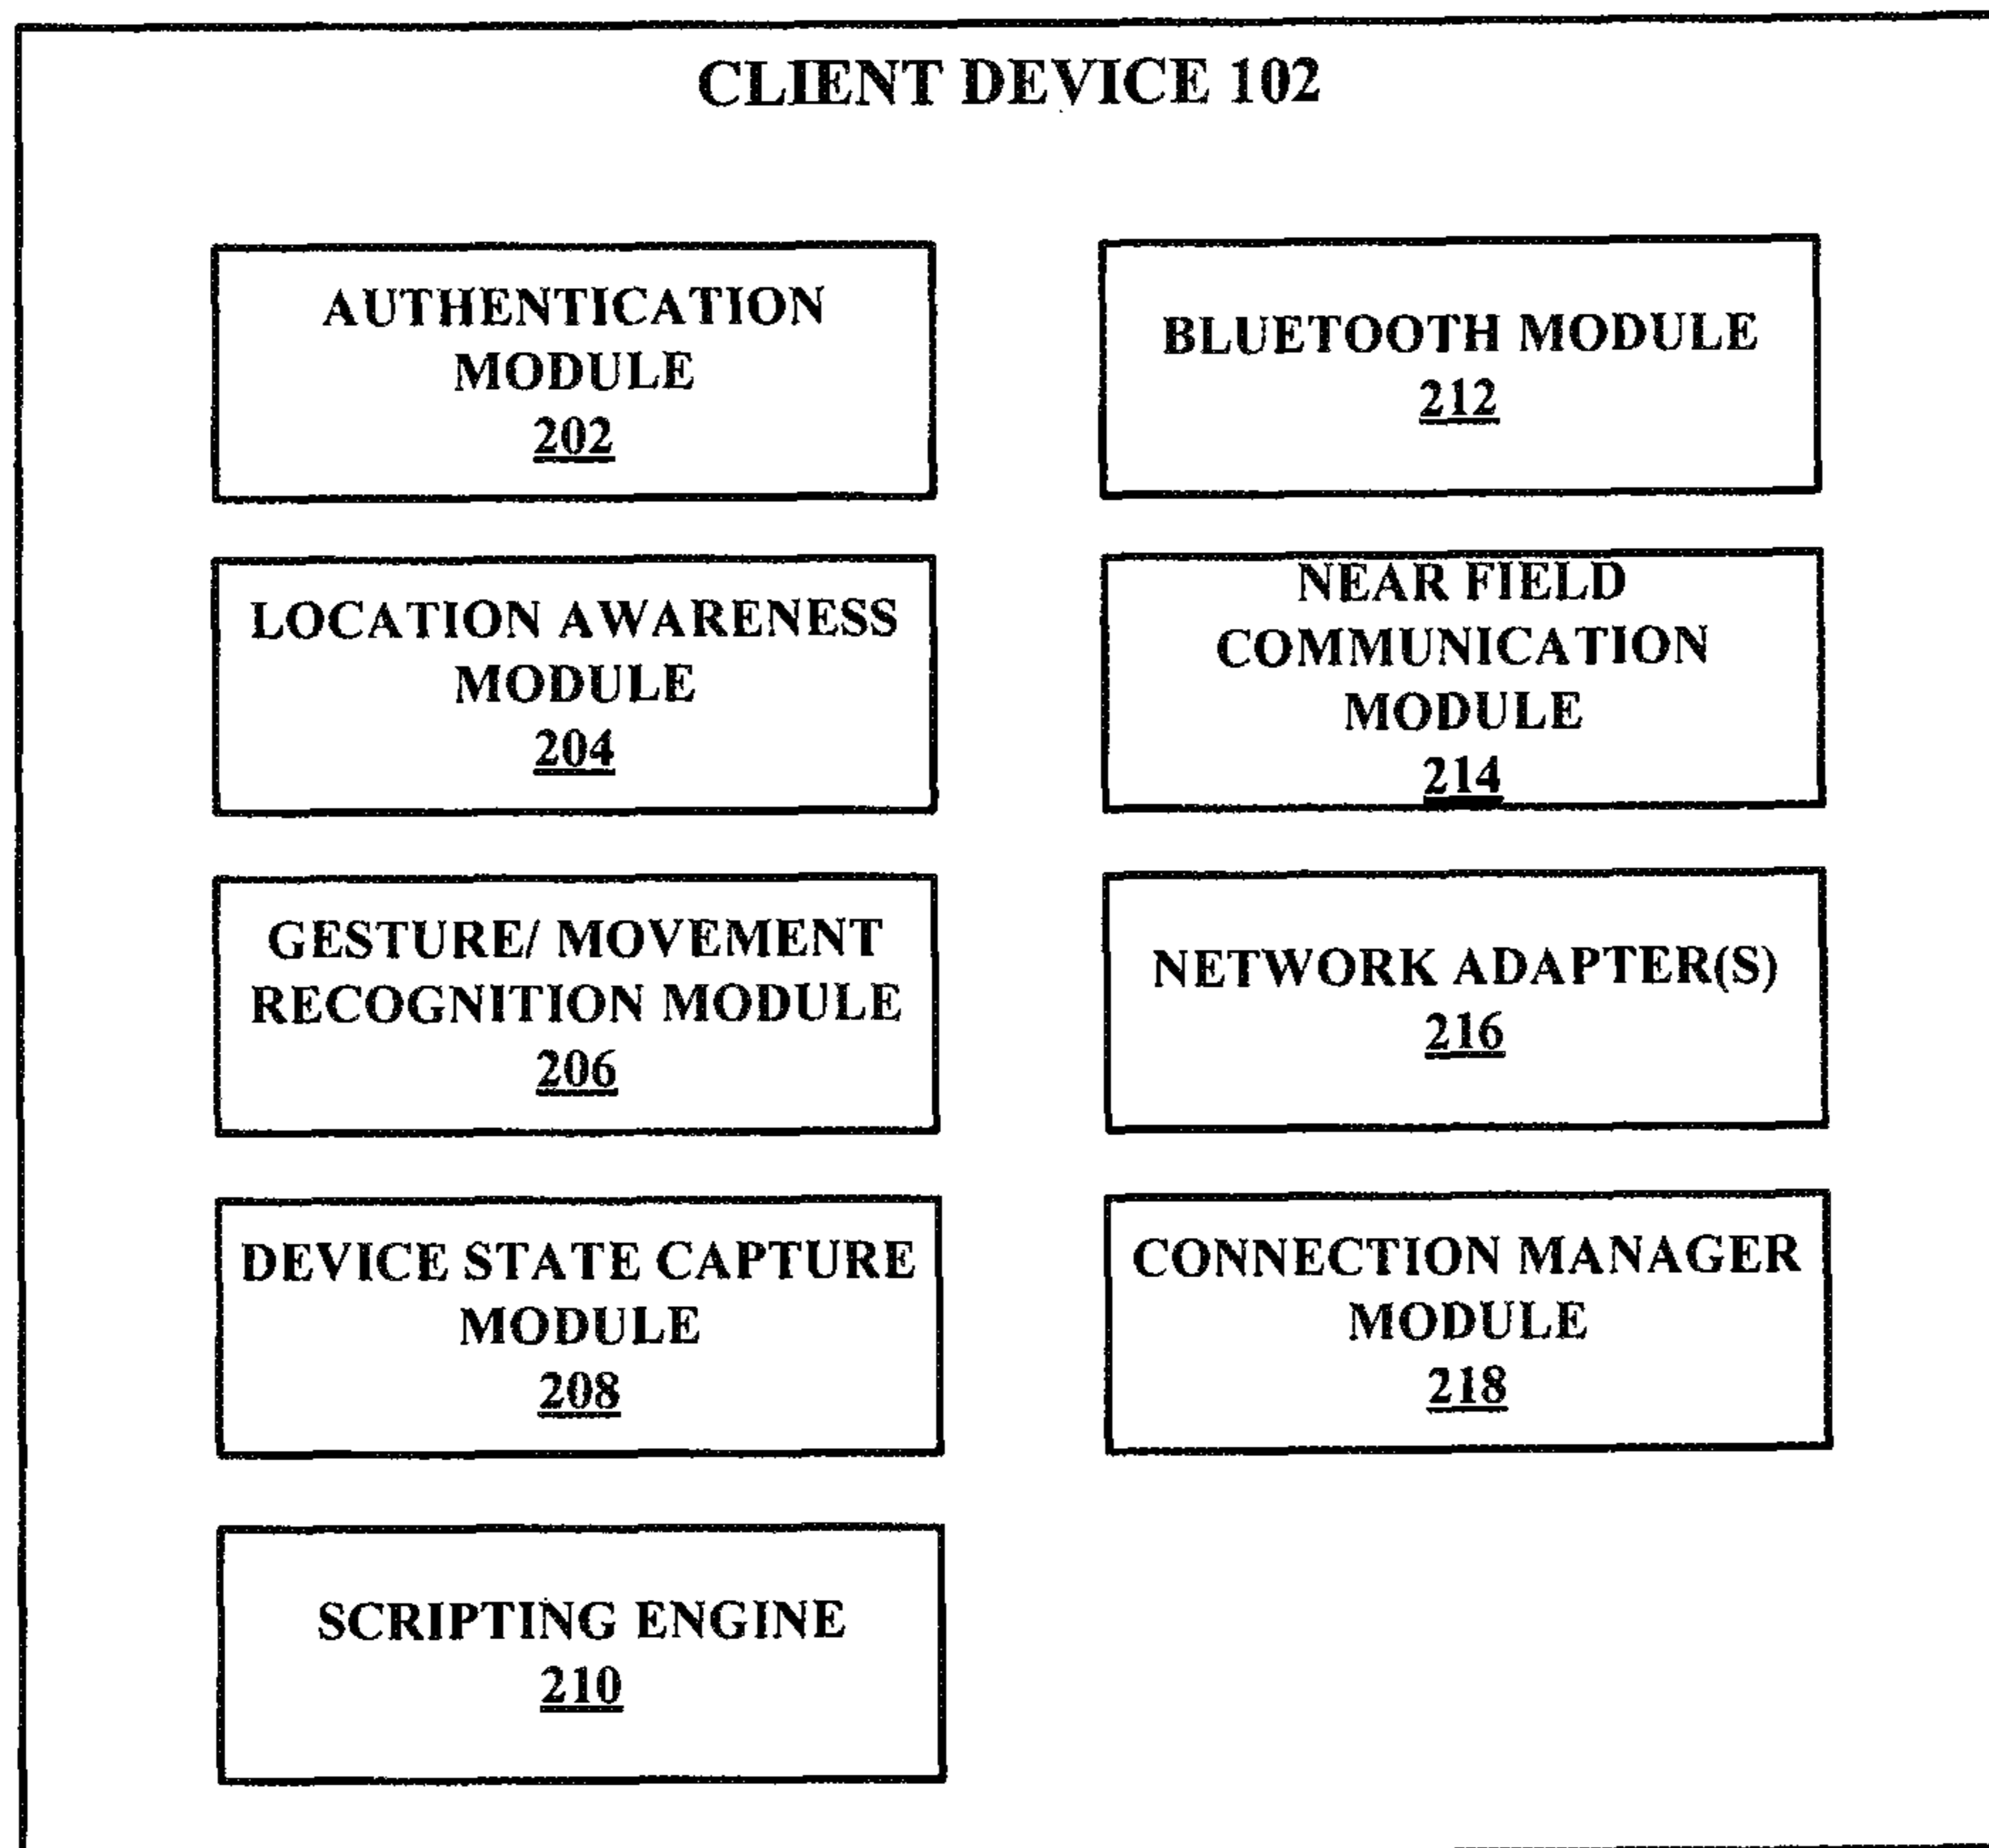 CLIENT DEVICE 102
AUTHENTICATION
MODULE
202
LOCATION AWARENESS
MODULE
204
GESTURE/ MOVEMENT
RECOGNITION MODULE
206
DEVICE STATE CAPTURE
MODULE
208
SCRIPTING ENGINE
210
BLUETOOTH MODULE
212
NEAR FIELD
COMMUNICATION
MODULE
214
NETWORK ADAPTER(S)
216
CONNECTION MANAGER
MODULE
218